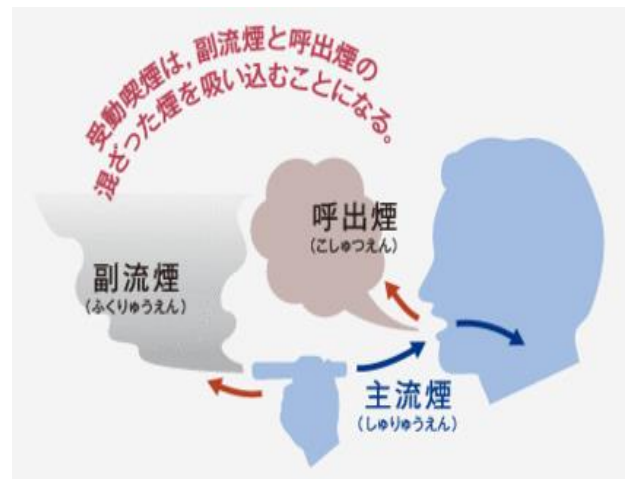 受動喫煙は，副流煙と呼出煙の
混ざった煙を吸い込むことになる。
呼出煙
（こしゅつえん）
副流煙
（ふくりゅうえん）
主流煙
（しゅりゅうえん）